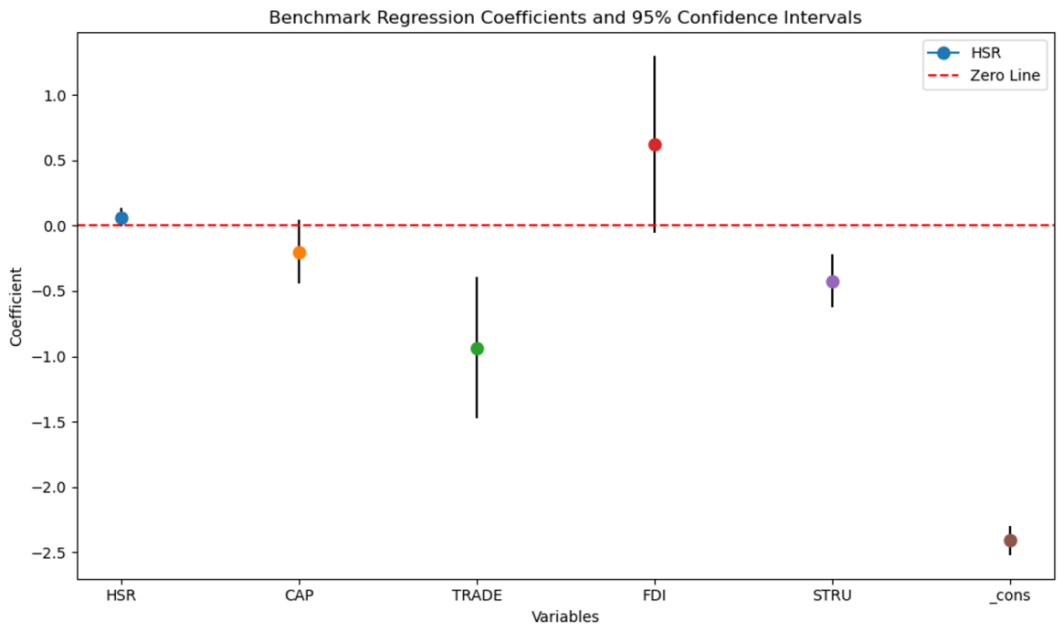 Benchmark Regression Coefficients and 95% Confidence Intervals
HSR
Zero Line
1.0
0.5
0.0
−0.5
−1.0
−1.5
−2.0
−2.5
Coefficient
HSR CAP TRADE FDI STRU _cons
Variables